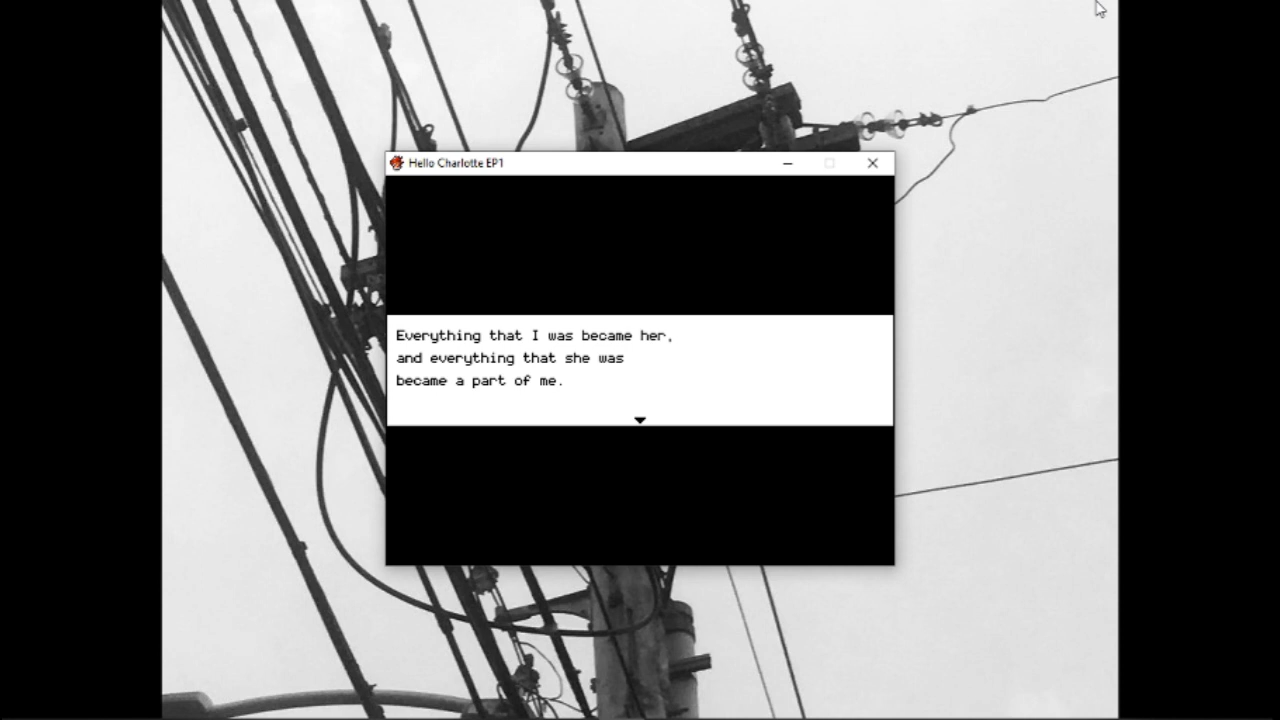 Hello Charlotte EP1
Everything that I was became her,
and everything that she was
became a part of me.